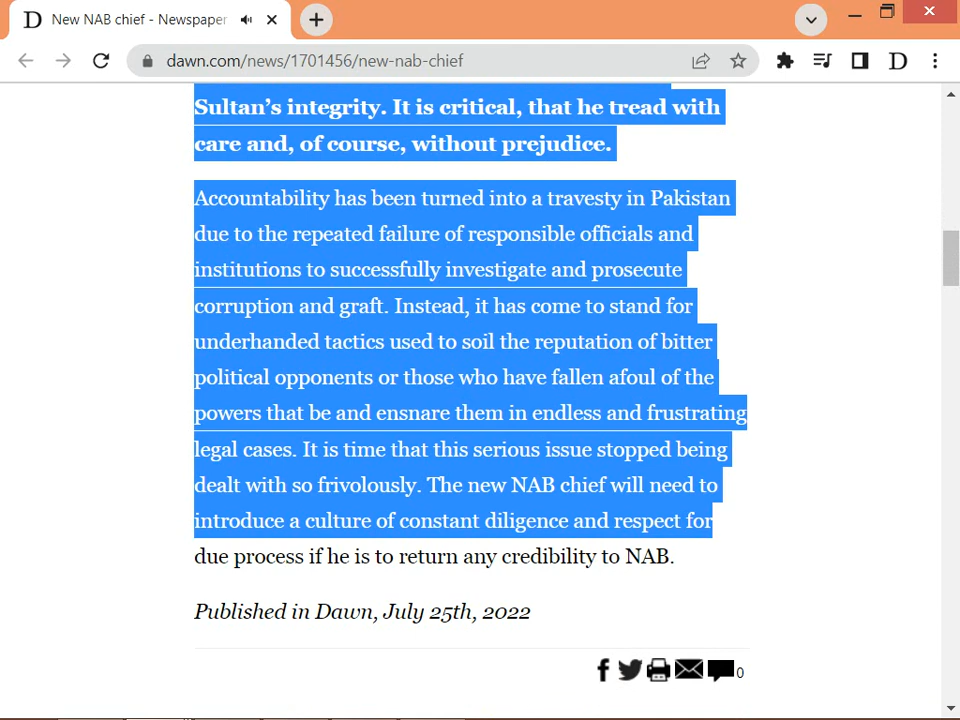 New NAB chief - Newspaper
dawn.com/news/1701456/new-nab-chief
Sultan’s integrity. It is critical, that he tread with
care and, of course, without prejudice.
Accountability has been turned into a travesty in Pakistan
due to the repeated failure of responsible officials and
institutions to successfully investigate and prosecute
corruption and graft. Instead, it has come to stand for
underhanded tactics used to soil the reputation of bitter
political opponents or those who have fallen afoul of the
powers that be and ensnare them in endless and frustrating
legal cases. It is time that this serious issue stopped being
dealt with so frivolously. The new NAB chief will need to
introduce a culture of constant diligence and respect for
due process if he is to return any credibility to NAB.
Published in Dawn, July 25th, 2022
0